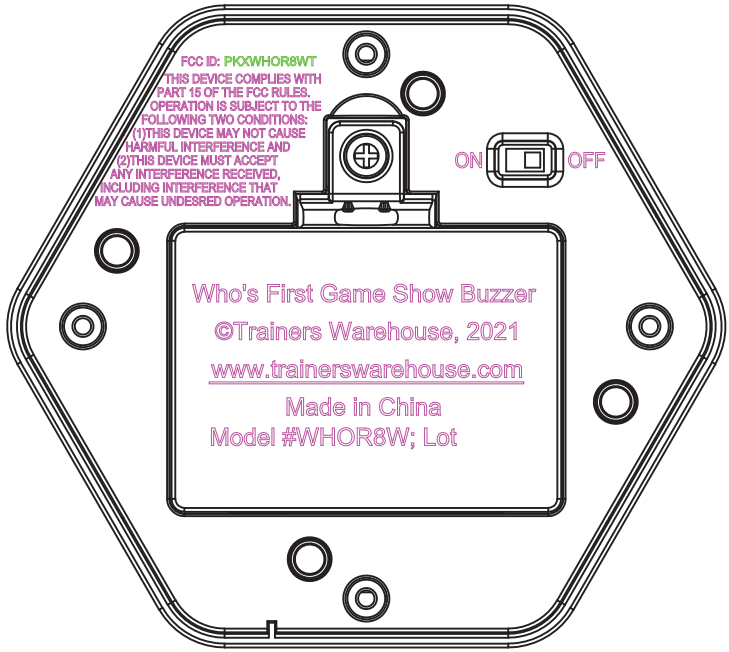 FCC ID: PKXWHOR8WT
THIS DEVICE COMPLIES WITH
PART 15 OF THE FCC RULES.
OPERATION IS SUBJECT TO THE
FOLLOWING TWO CONDITIONS:
(1)THIS DEVICE MAY NOT CAUSE
HARMFUL INTERFERENCE AND
(2)THIS DEVICE MUST ACCEPT
ANY INTERFERENCE RECEIVED,
INCLUDING INTERFERENCE THAT
MAY CAUSE UNDESRED OPERATION.
ON OFF
Who's First Game Show Buzzer
©Trainers Warehouse, 2021
www.trainerswarehouse.com
Made in China
Model #WHOR8W; Lot